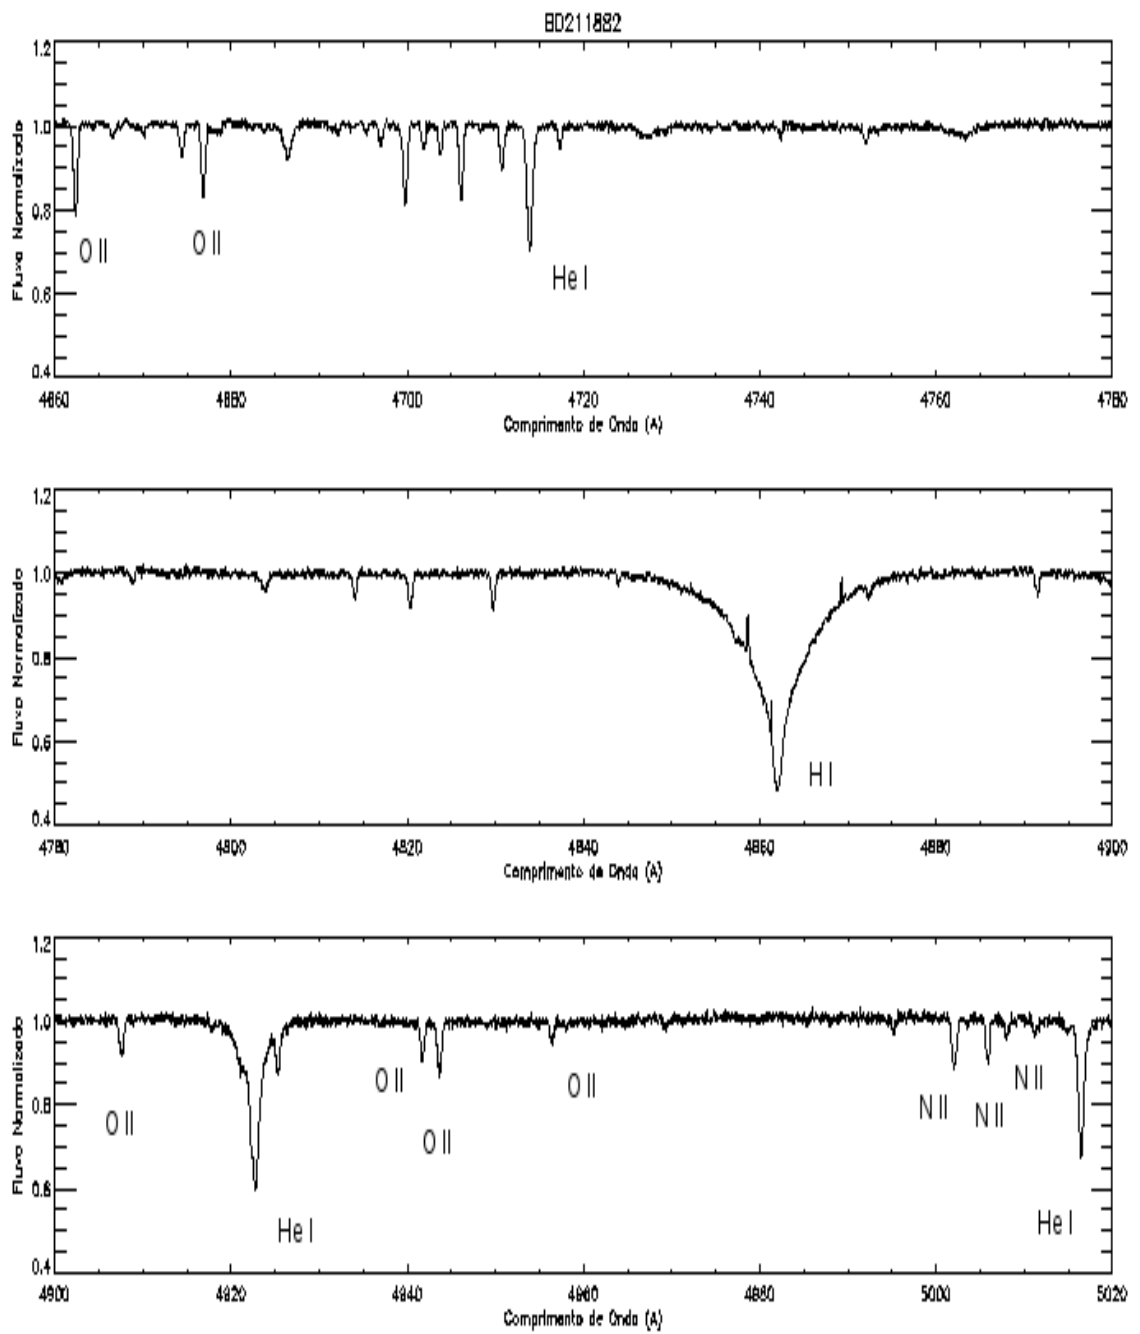 BD211882
1.2
1.0
0.8
0.6
0.4
Fluxo Normalizado
O II
O II
He I
4660 4680 4700 4720 4740 4760 4780
Comprimento de Onda (A)
1.2
1.0
0.8
0.6
0.4
Fluxo Normalizado
H I
4780 4800 4820 4840 4860 4880 4900
Comprimento de Onda (A)
1.2
1.0
0.8
0.6
0.4
Fluxo Normalizado
O II
He I
O II
O II
O II
N II
N II
N II
He I
4900 4920 4940 4960 4980 5000 5020
Comprimento de Onda (A)